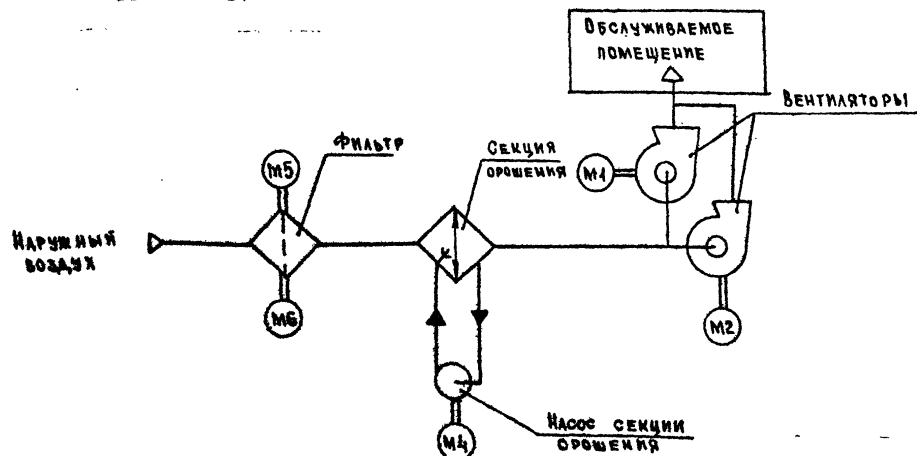 Обслуживаемое
помещение
Вентиляторы
Фильтр
Секция
орошения
М5
М1
Наружный
воздух
М6
М2
Насос секции
орошения
М4